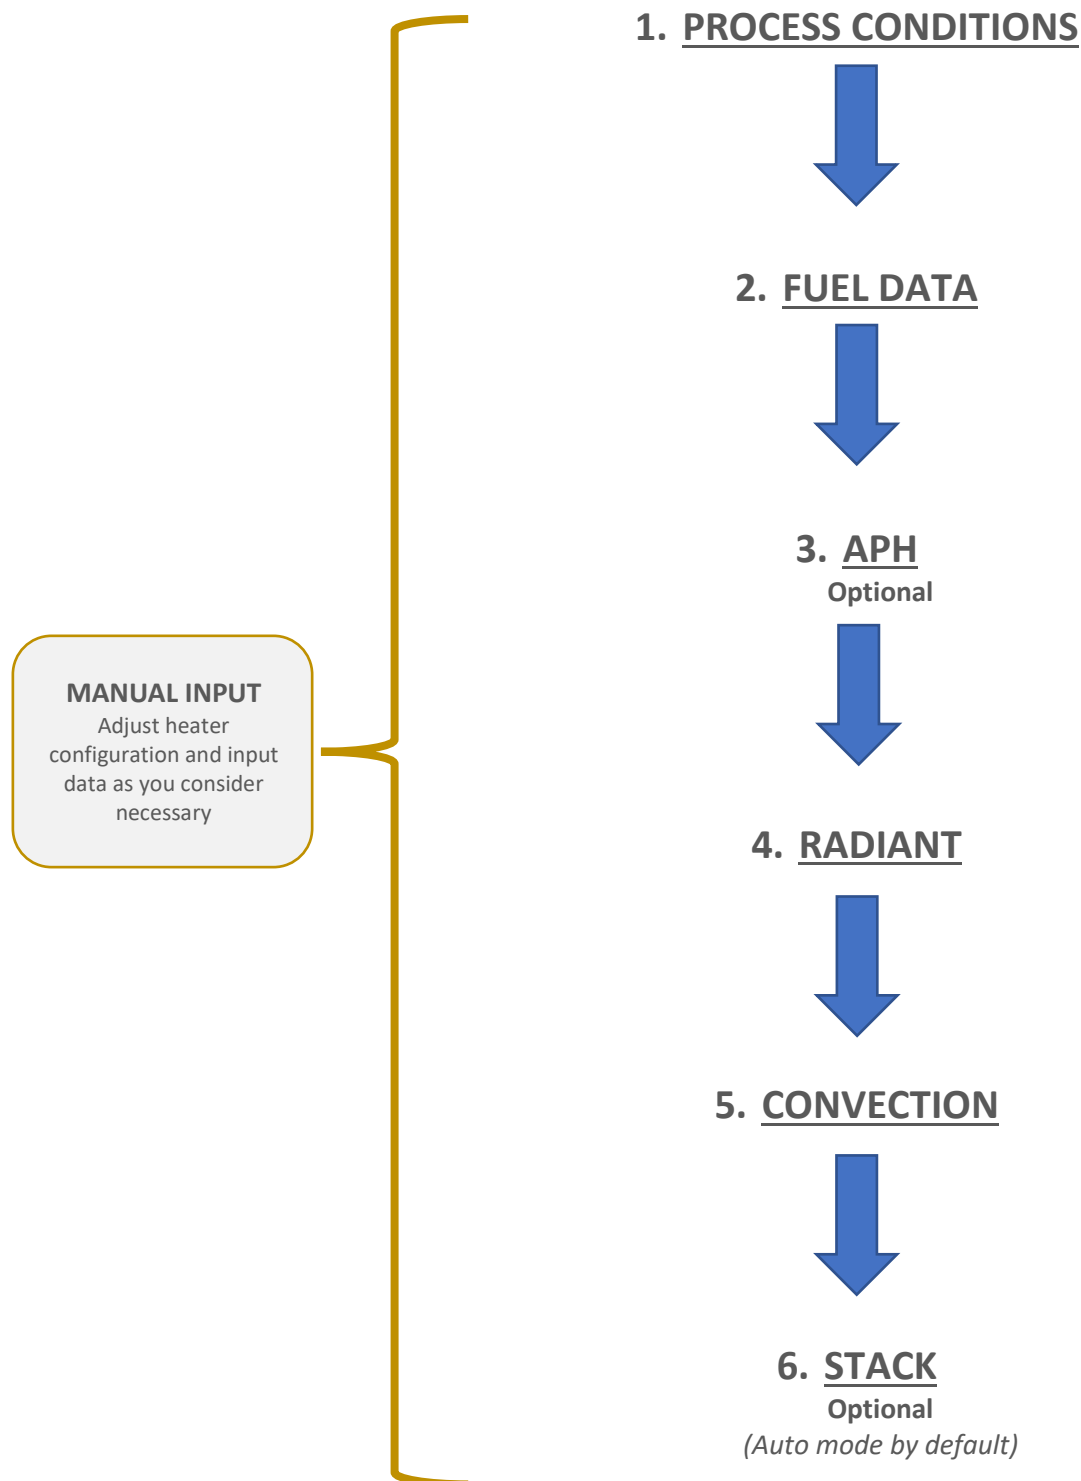 1. PROCESS CONDITIONS
2. FUEL DATA
3. APH
Optional
MANUAL INPUT
Adjust heater
configuration and input
data as you consider
necessary
4. RADIANT
5. CONVECTION
6. STACK
Optional
(Auto mode by default)